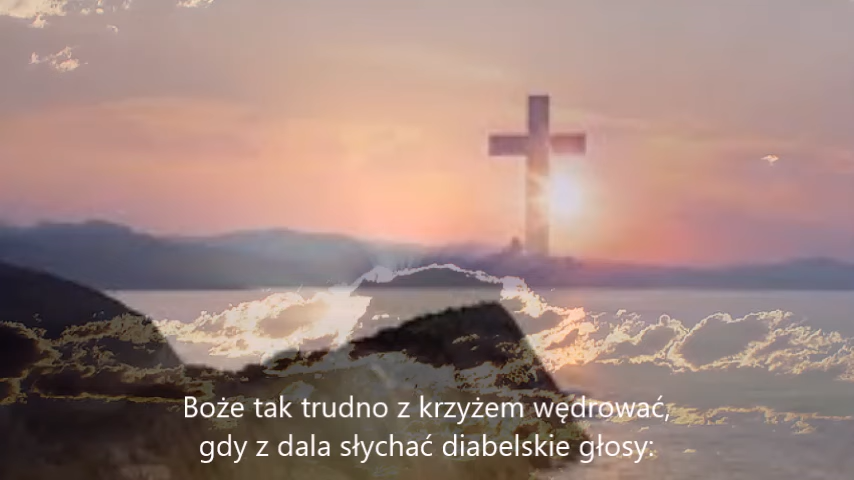 Boże tak trudno z krzyżem wędrować,
gdy z dala słychać diabelskie głosy: